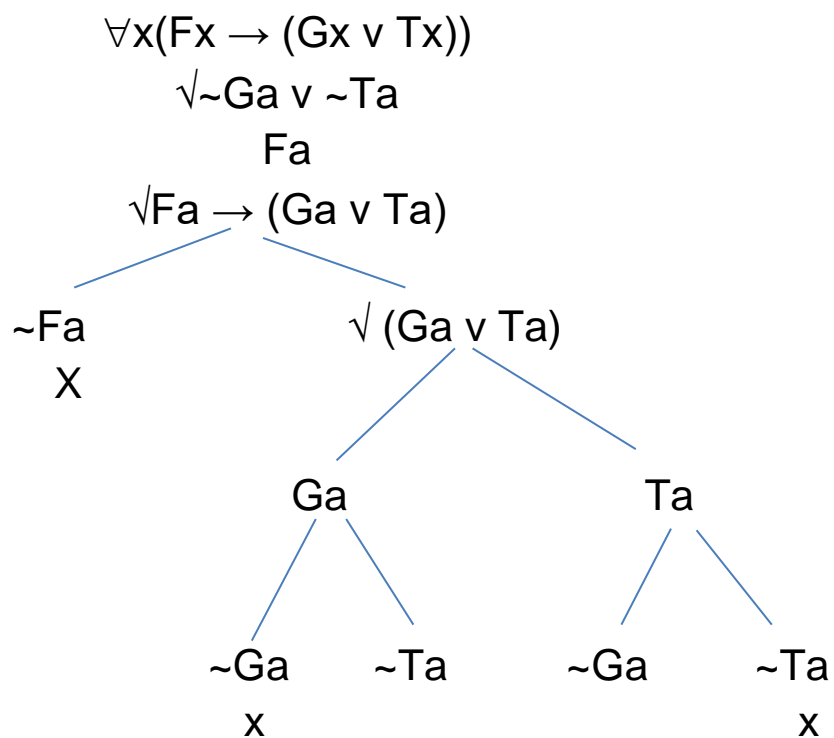 ∀x(Fx → (Gx v Tx))
√~Ga v ~Ta
Fa
√Fa → (Ga v Ta)
~Fa √ (Ga v Ta)
X
Ga Ta
~Ga ~Ta ~Ga ~Ta
x x